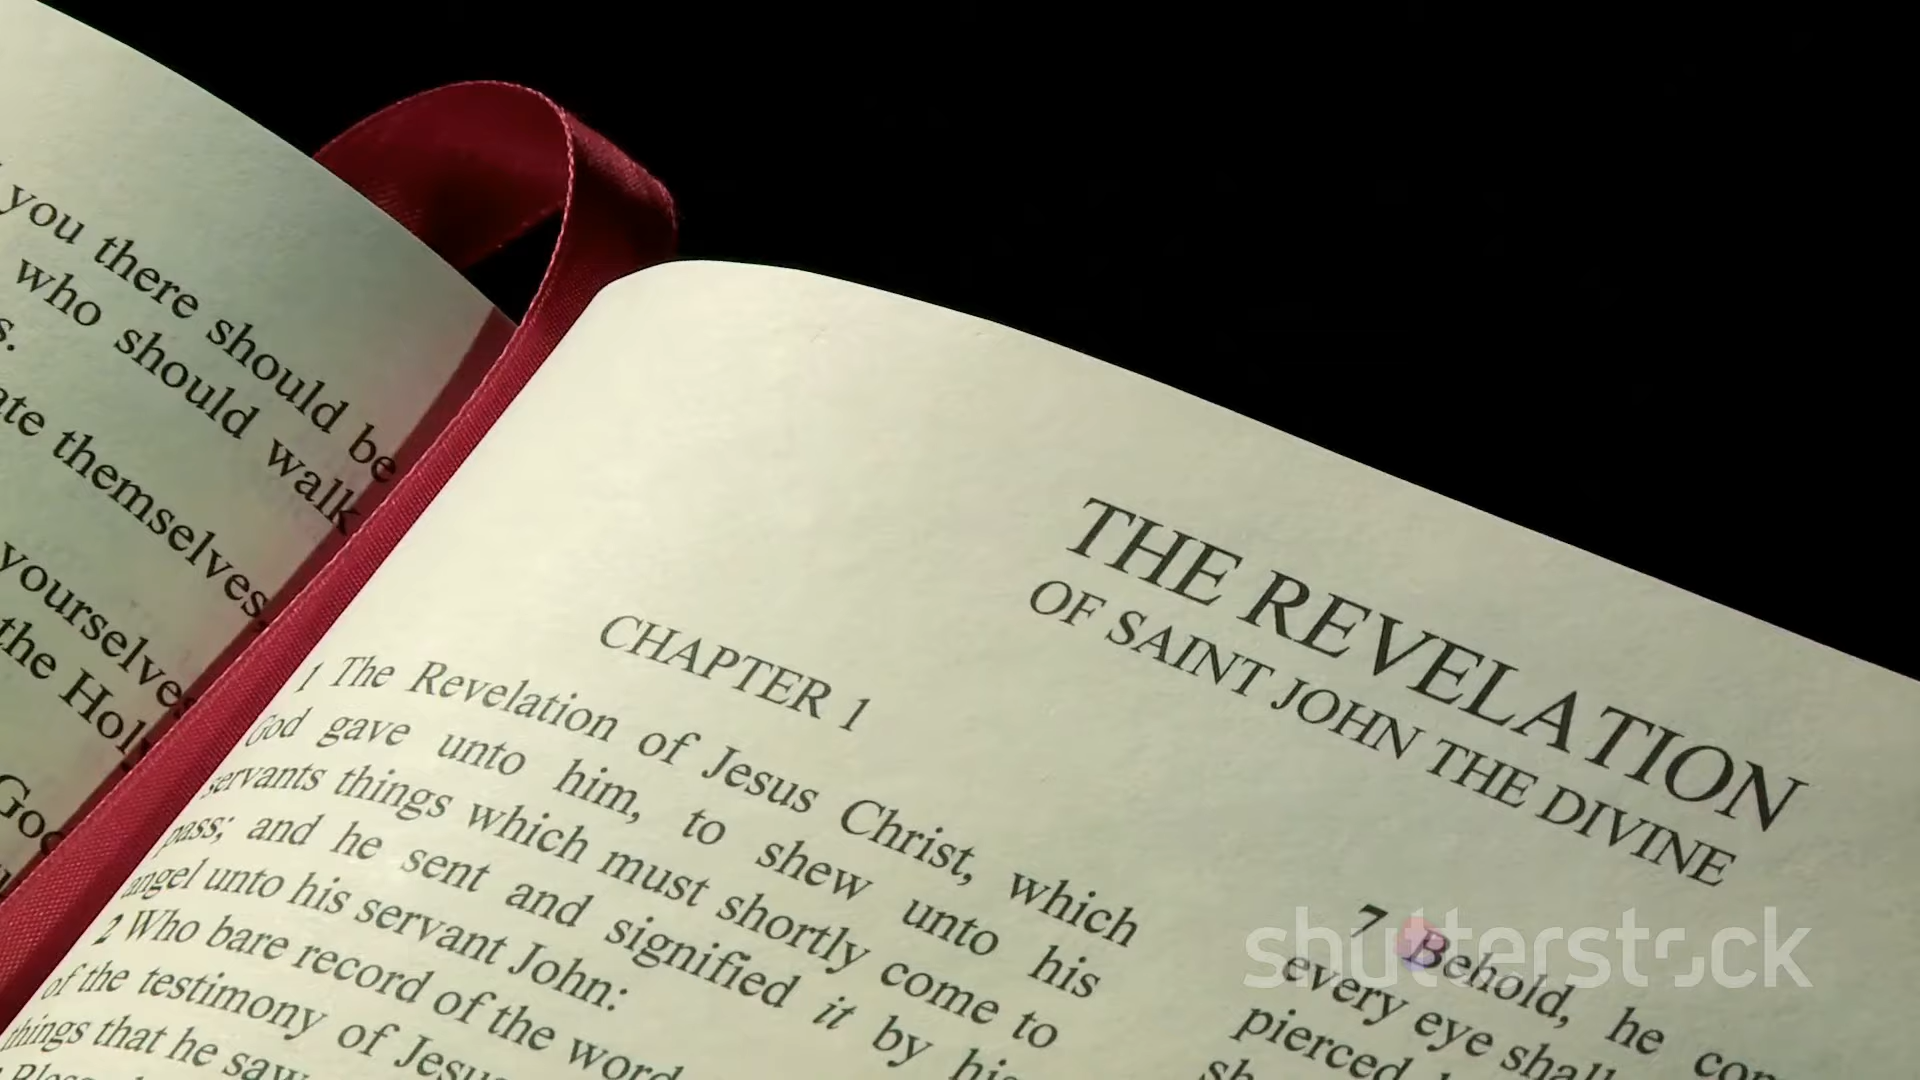 you there should be
who should walk
s.
ate themselves
yourselves
the Holy
God
THE REVELATION
OF SAINT JOHN THE DIVINE
CHAPTER 1
1 The Revelation of Jesus Christ, which
God gave unto him, to shew unto his
servants things which must shortly come to
pass; and he sent and signified it by his
angel unto his servant John:
2 Who bare record of the word
of the testimony of Jesus
things that he saw
7 Behold, he
every eye shall
pierced
shutterstock